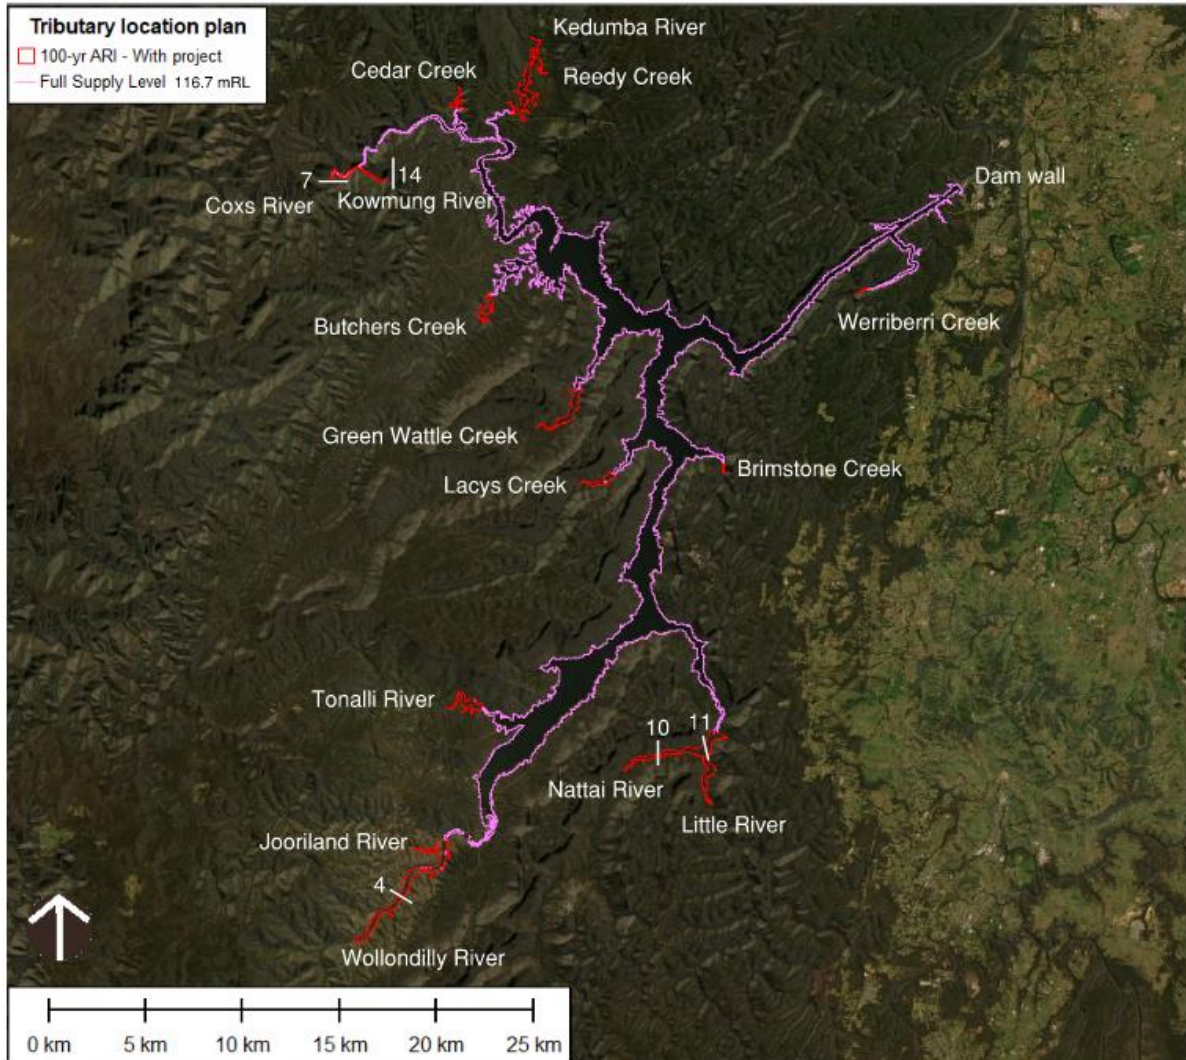 Tributary location plan
100-yr ARI - With project
Full Supply Level 116.7 mRL
Kedumba River
Cedar Creek
Reedy Creek
7
14
Coxs River
Kowmung River
Dam wall
Butchers Creek
Werriberri Creek
Green Wattle Creek
Lacys Creek
Brimstone Creek
Tonalli River
10
11
Nattai River
Little River
Jooriland River
4
Wollondilly River
0 km 5 km 10 km 15 km 20 km 25 km